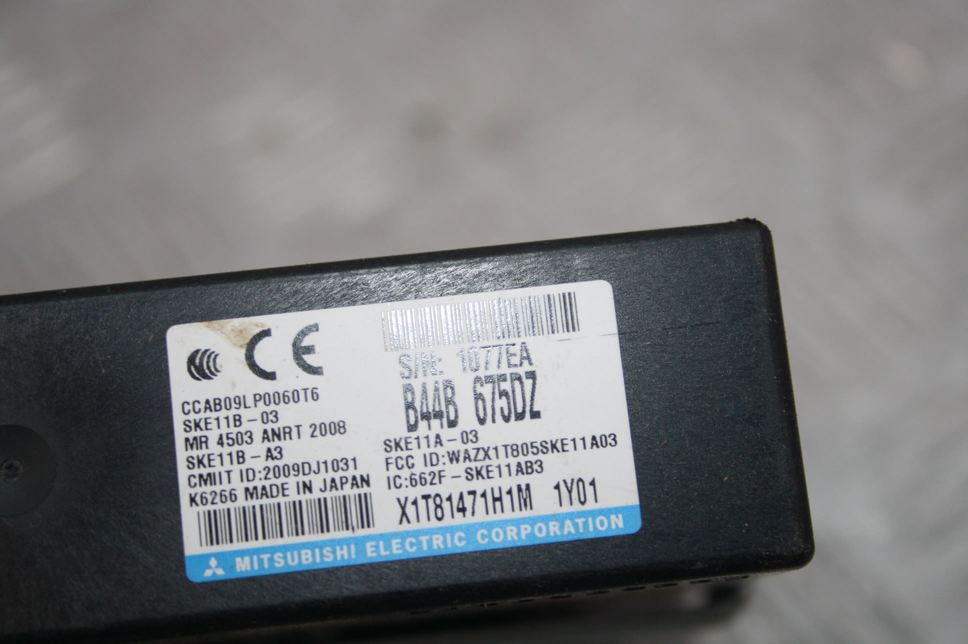 CE
CCAB09LP0060T6
SKE11B-03
MR 4503 ANRT 2008
SKE11B-A3
CMIIT ID:2009DJ1031
K6266 MADE IN JAPAN
S/N: 1077EA
B44B 675DZ
SKE11A-03
FCC ID:WAZX1T805SKE11A03
IC:662F-SKE11AB3
X1T81471H1M 1Y01
MITSUBISHI ELECTRIC CORPORATION